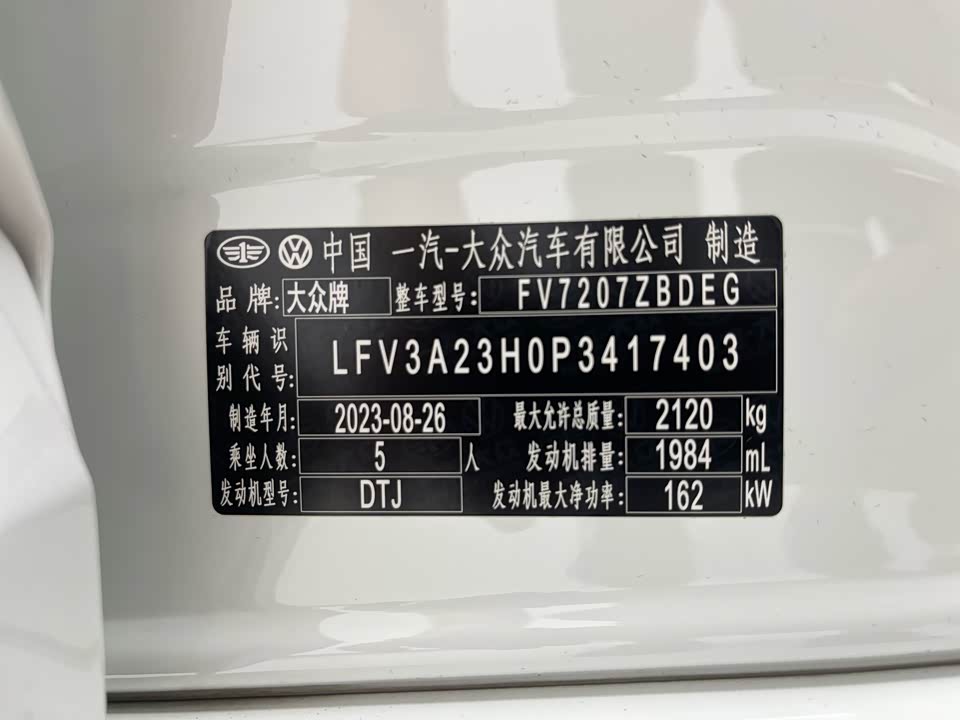 中国 一汽-大众汽车有限公司 制造
品牌: 大众牌 整车型号: FV7207ZBDEG
车辆识别代号: LFV3A23H0P3417403
制造年月: 2023-08-26 最大允许总质量: 2120 kg
乘坐人数: 5 人 发动机排量: 1984 mL
发动机型号: DTJ 发动机最大净功率: 162 kW